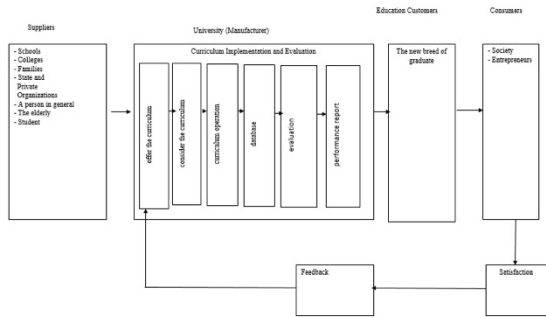 Suppliers
University (Manufacturer)
Education Customers
Consumers
- Schools
- Colleges
- Families
- State and
Private
Organizations
- A person in general
- The elderly
- Student
Curriculum Implementation and Evaluation
offer the curriculum
consider the curriculum
curriculum operation
database
evaluation
performance report
The new breed of
graduate
- Society
- Entrepreneurs
Feedback
Satisfaction